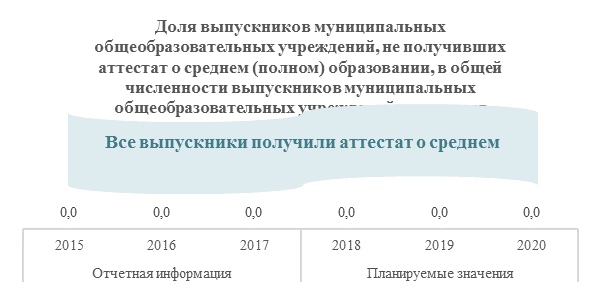 Доля выпускников муниципальных
общеобразовательных учреждений, не получивших
аттестат о среднем (полном) образовании, в общей
численности выпускников муниципальных
общеобразовательных
Все выпускники получили аттестат о среднем
0,0 0,0 0,0 0,0 0,0 0,0
2015 2016 2017 2018 2019 2020
Отчетная информация Планируемые значения